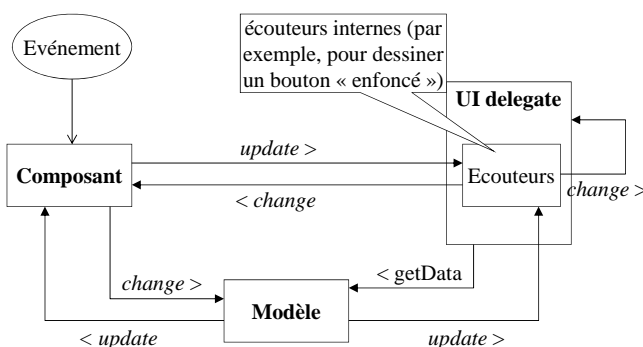 Evénement
écouteurs internes (par
exemple, pour dessiner
un bouton « enfoncé »)
UI delegate
update >
Composant
Ecouteurs
< change
change >
< getData
change >
Modèle
< update
update >